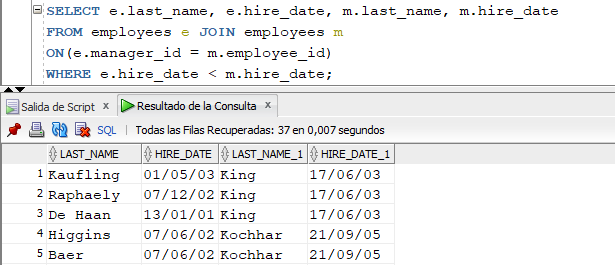 SELECT e.last_name, e.hire_date, m.last_name, m.hire_date
FROM employees e JOIN employees m
ON(e.manager_id = m.employee_id)
WHERE e.hire_date < m.hire_date;
Salida de Script x Resultado de la Consulta x
SQL | Todas las Filas Recuperadas: 37 en 0,007 segundos
LAST_NAME HIRE_DATE LAST_NAME_1 HIRE_DATE_1
1 Kaufling 01/05/03 King 17/06/03
2 Raphaely 07/12/02 King 17/06/03
3 De Haan 13/01/01 King 17/06/03
4 Higgins 07/06/02 Kochhar 21/09/05
5 Baer 07/06/02 Kochhar 21/09/05